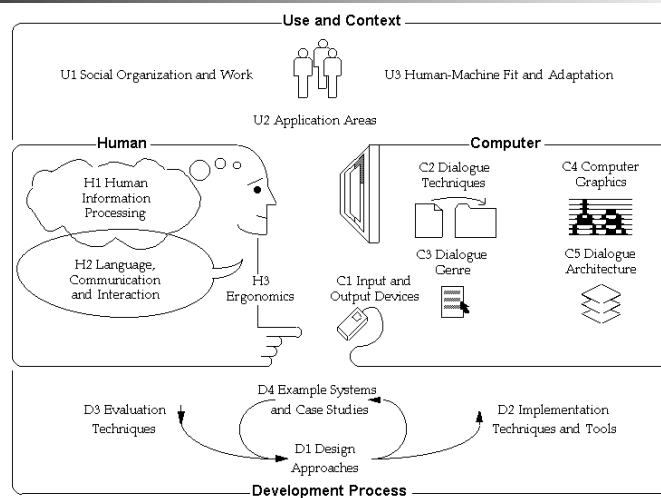 Use and Context
U1 Social Organization and Work
U3 Human-Machine Fit and Adaptation
U2 Application Areas
Human
Computer
H1 Human
Information
Processing
H2 Language,
Communication
and Interaction
H3
Ergonomics
C2 Dialogue
Techniques
C4 Computer
Graphics
C3 Dialogue
Genre
C1 Input and
Output Devices
C5 Dialogue
Architecture
D4 Example Systems
and Case Studies
D3 Evaluation
Techniques
D2 Implementation
Techniques and Tools
D1 Design
Approaches
Development Process